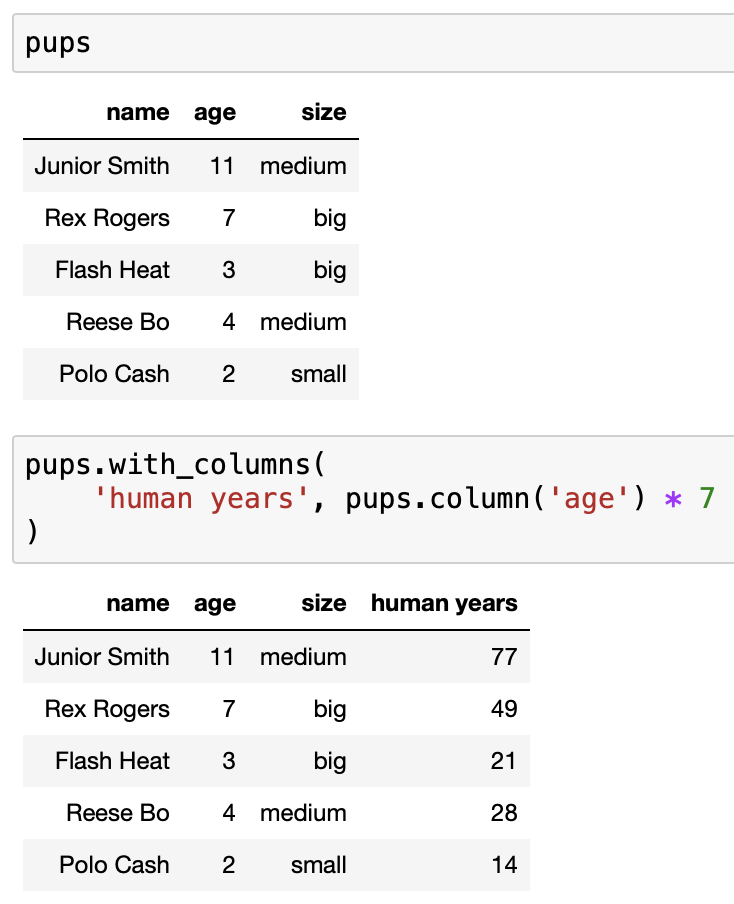 pups
name age size
Junior Smith 11 medium
Rex Rogers 7 big
Flash Heat 3 big
Reese Bo 4 medium
Polo Cash 2 small
pups.with_columns(
    'human years', pups.column('age') * 7
)
name age size human years
Junior Smith 11 medium 77
Rex Rogers 7 big 49
Flash Heat 3 big 21
Reese Bo 4 medium 28
Polo Cash 2 small 14